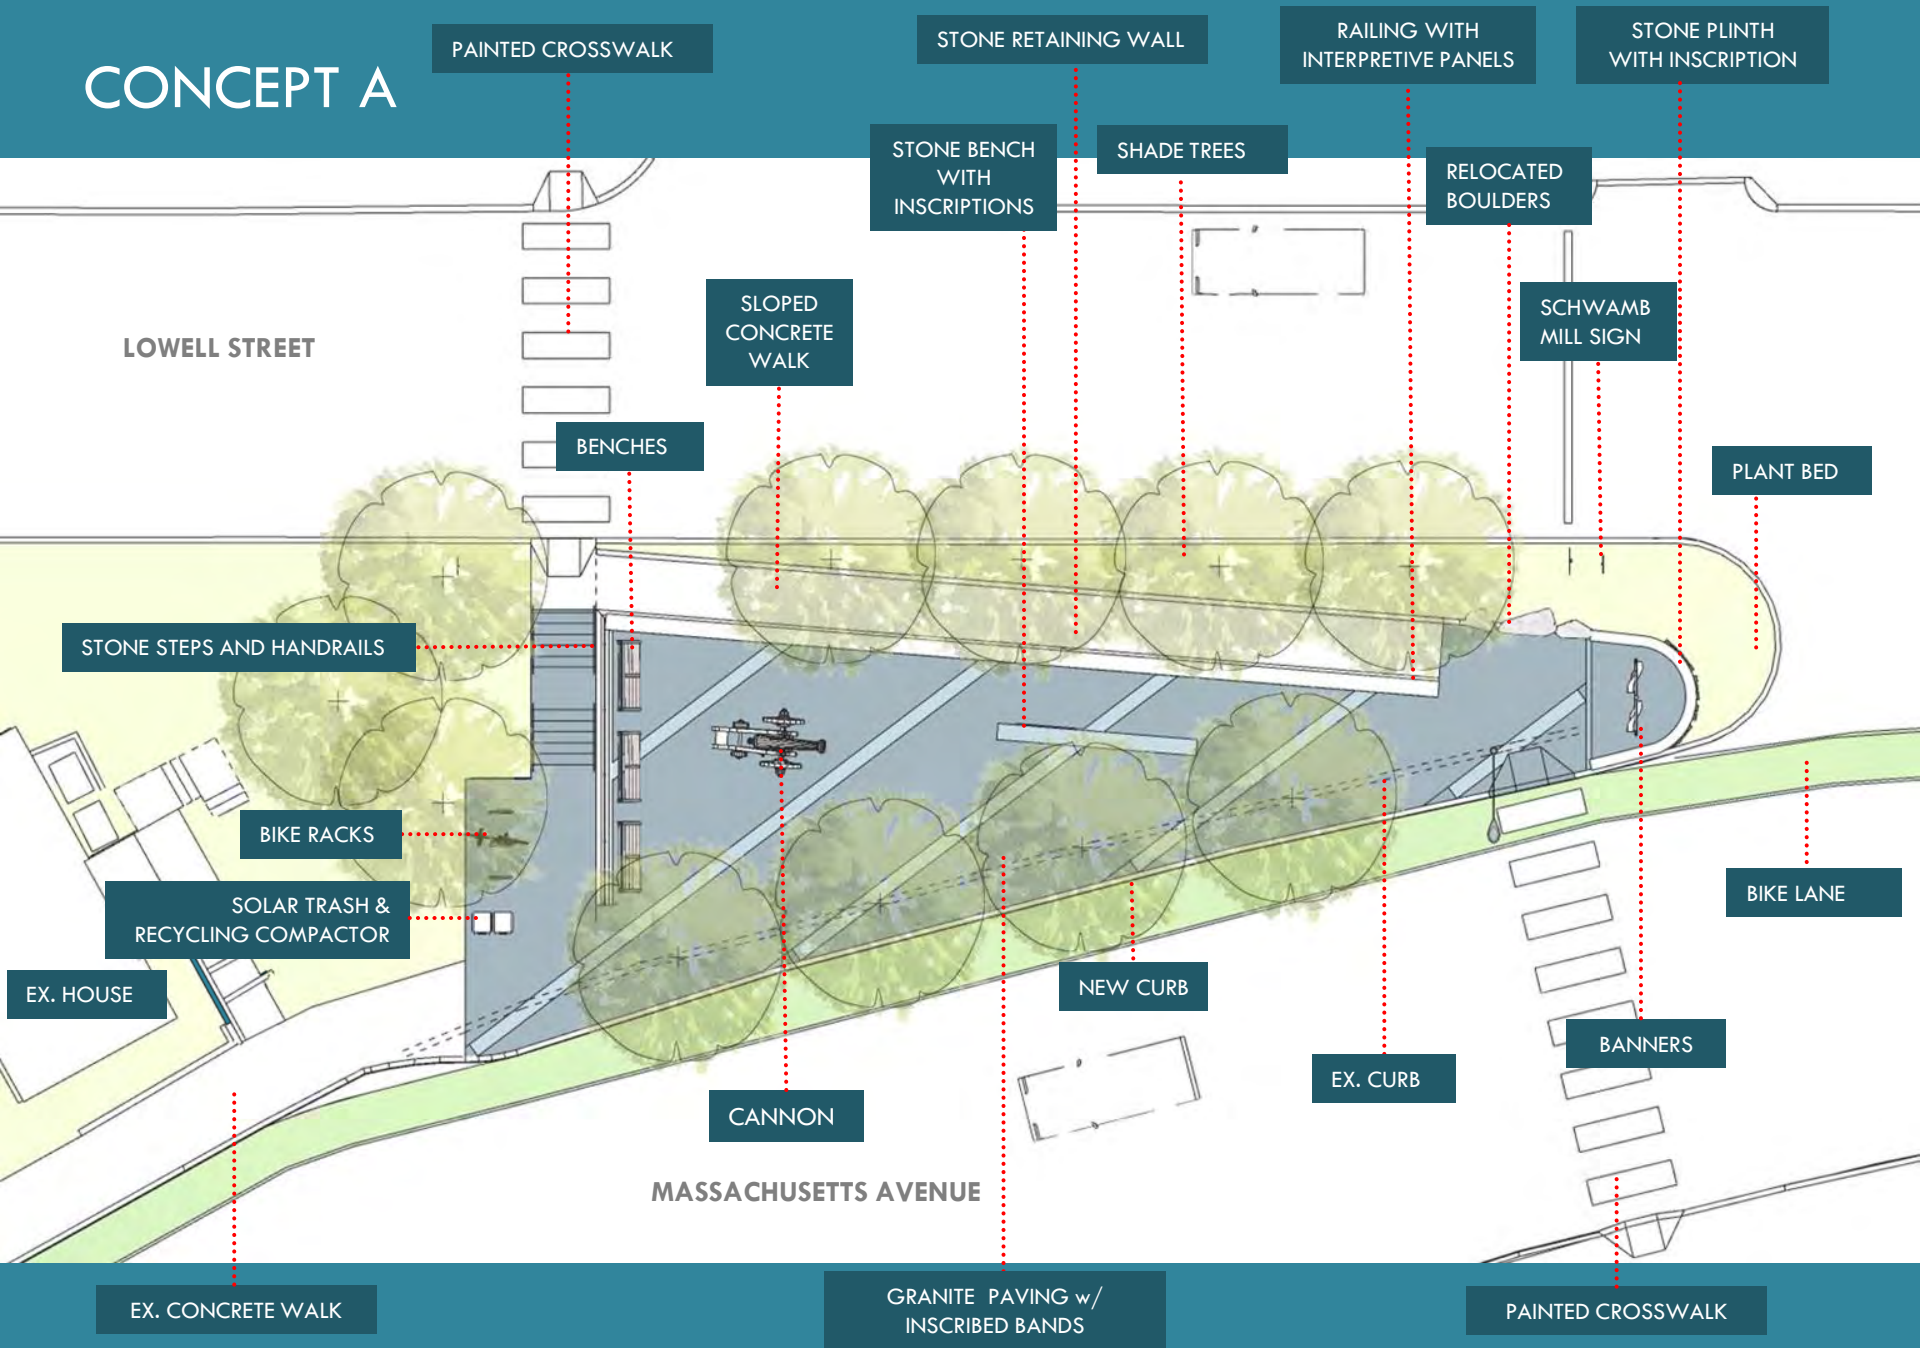 CONCEPT A
PAINTED CROSSWALK
STONE RETAINING WALL
RAILING WITH
INTERPRETIVE PANELS
STONE PLINTH
WITH INSCRIPTION
STONE BENCH
WITH
INSCRIPTIONS
SHADE TREES
RELOCATED
BOULDERS
SLOPED
CONCRETE
WALK
SCHWAMB
MILL SIGN
LOWELL STREET
BENCHES
PLANT BED
STONE STEPS AND HANDRAILS
BIKE RACKS
SOLAR TRASH &
RECYCLING COMPACTOR
BIKE LANE
EX. HOUSE
NEW CURB
BANNERS
EX. CURB
CANNON
MASSACHUSETTS AVENUE
EX. CONCRETE WALK
GRANITE PAVING w/
INSCRIBED BANDS
PAINTED CROSSWALK